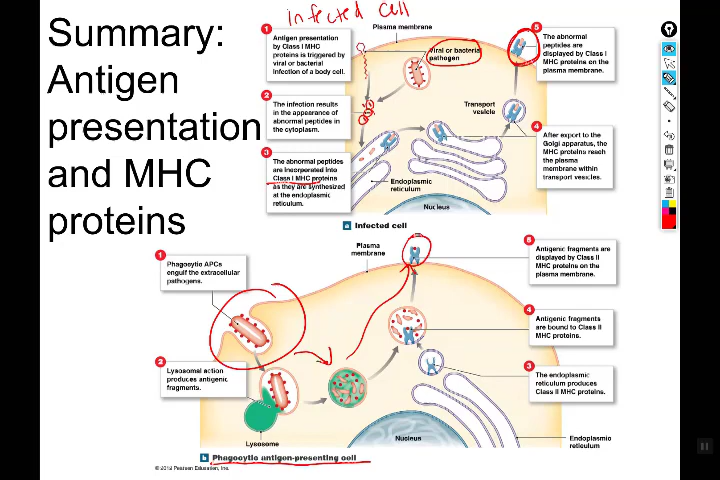 infected cell
Summary:
Antigen
presentation
and MHC
proteins
1
Antigen presentation
by Class I MHC
proteins is triggered by
viral or bacterial
infection of a body cell.
Plasma membrane
Viral or bacterial
pathogen
5
The abnormal
peptides are
displayed by Class I
MHC proteins on the
plasma membrane.
2
The infection results
in the appearance of
abnormal peptides in
the cytoplasm.
Transport
vesicle
3
The abnormal peptides
are incorporated into
Class I MHC proteins
as they are synthesized
at the endoplasmic
reticulum.
4
After export to the
Golgi apparatus, the
MHC proteins reach
the plasma
membrane within
transport vesicles.
Endoplasmic
reticulum
Nucleus
a Infected cell
1
Phagocytic APCs
engulf the extracellular
pathogens.
Plasma
membrane
5
Antigenic fragments
are displayed by Class II
MHC proteins on the
plasma membrane.
4
Antigenic fragments
are bound to Class II
MHC proteins.
2
Lysosomal action
produces antigenic
fragments.
3
The endoplasmic
reticulum produces
Class II MHC proteins.
Lysosome
Nucleus
Endoplasmic
reticulum
b Phagocytic antigen-presenting cell
© 2012 Pearson Education, Inc.